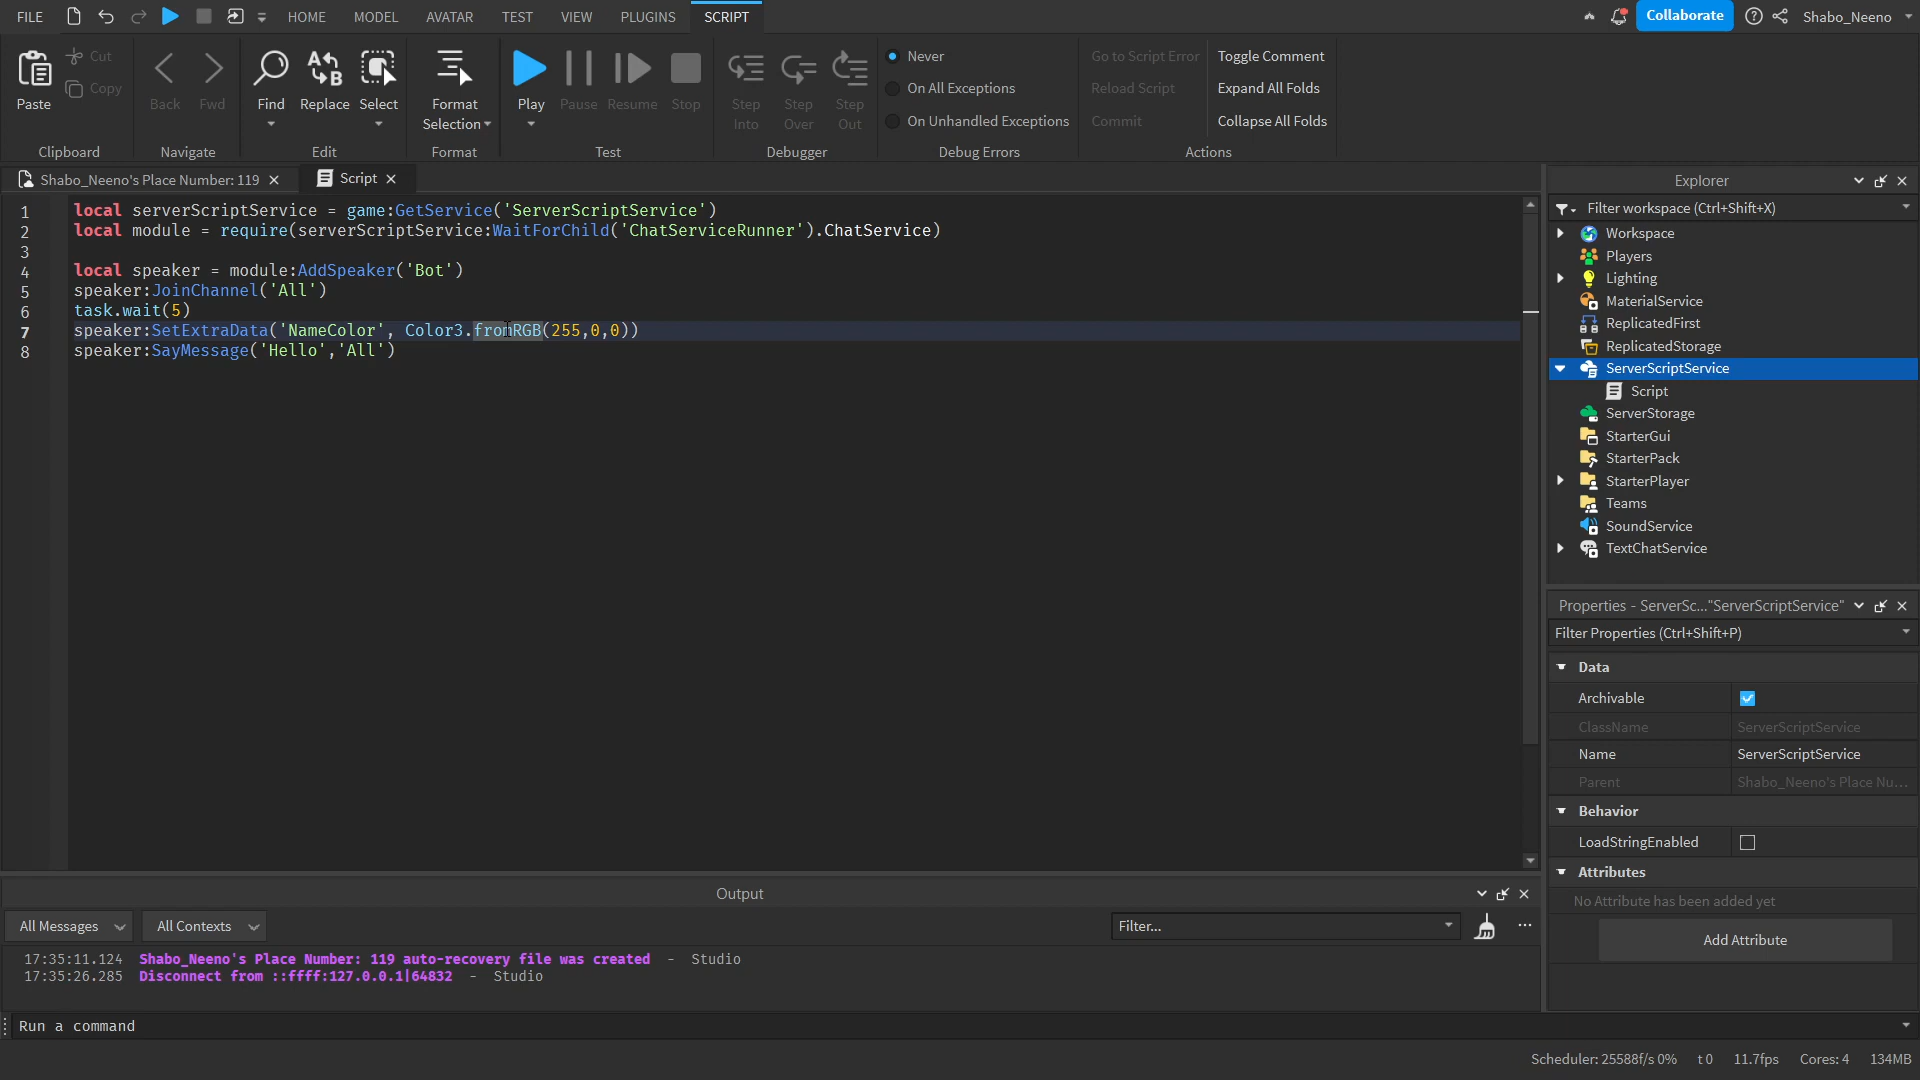 FILE HOME MODEL AVATAR TEST VIEW PLUGINS SCRIPT Collaborate Shabo_Neeno
Paste Cut Copy Back Fwd Find Replace Select Format Selection Play Pause Resume Stop Step Into Step Over Step Out
Never Go to Script Error Toggle Comment
On All Exceptions Reload Script Expand All Folds
On Unhandled Exceptions Commit Collapse All Folds
Clipboard Navigate Edit Format Test Debugger Debug Errors Actions
Shabo_Neeno's Place Number: 119 Script
1 local serverScriptService = game:GetService('ServerScriptService')
2 local module = require(serverScriptService:WaitForChild('ChatServiceRunner').ChatService)
3
4 local speaker = module:AddSpeaker('Bot')
5 speaker:JoinChannel('All')
6 task.wait(5)
7 speaker:SetExtraData('NameColor', Color3.fromRGB(255,0,0))
8 speaker:SayMessage('Hello','All')
Explorer
Filter workspace (Ctrl+Shift+X)
Workspace
Players
Lighting
MaterialService
ReplicatedFirst
ReplicatedStorage
ServerScriptService
Script
ServerStorage
StarterGui
StarterPack
StarterPlayer
Teams
SoundService
TextChatService
Properties - ServerSc..."ServerScriptService"
Filter Properties (Ctrl+Shift+P)
Data
Archivable
ClassName ServerScriptService
Name ServerScriptService
Parent Shabo_Neeno's Place Nu...
Behavior
LoadStringEnabled
Attributes
No Attribute has been added yet
Add Attribute
Output
All Messages All Contexts Filter...
17:35:11.124 Shabo_Neeno's Place Number: 119 auto-recovery file was created - Studio
17:35:26.285 Disconnect from ::ffff:127.0.0.1|64832 - Studio
Run a command
Scheduler: 25588f/s 0% t 0 11.7fps Cores: 4 134MB